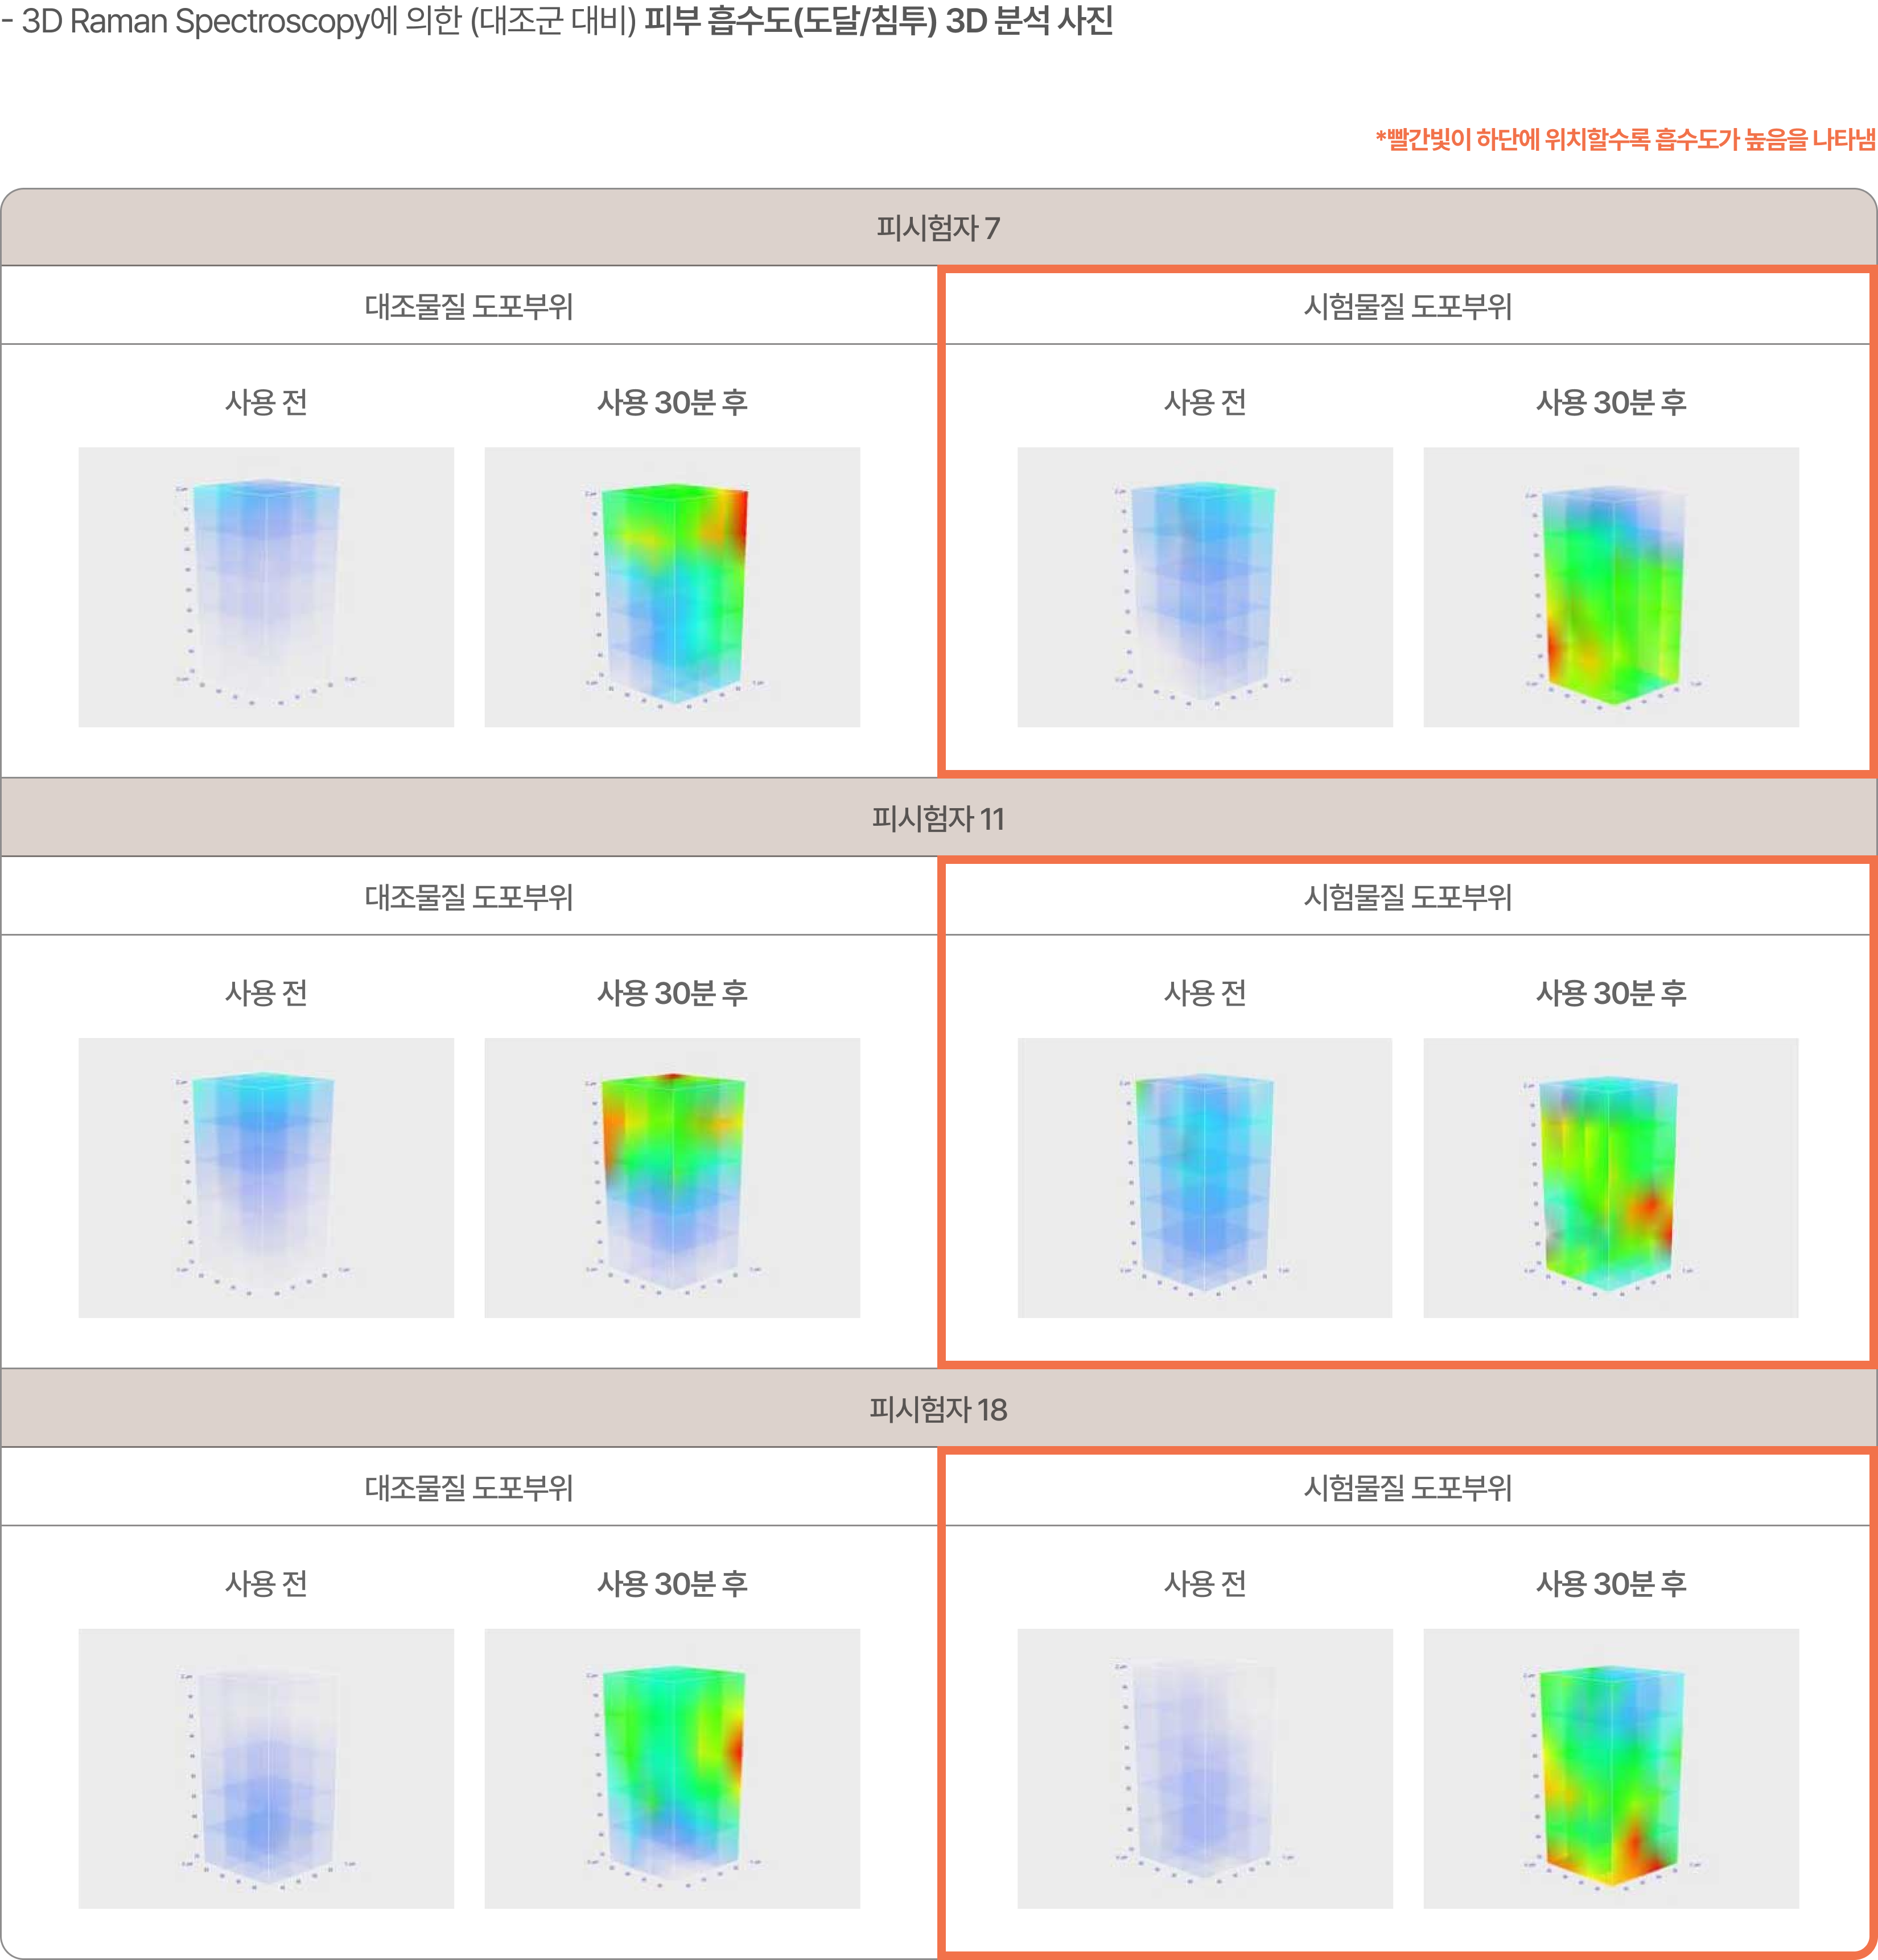 - 3D Raman Spectroscopy에 의한 (대조군 대비) 피부 흡수도(도달/침투) 3D 분석 사진
*빨간빛이 하단에 위치할수록 흡수도가 높음을 나타냄
피시험자 7
대조물질 도포부위
시험물질 도포부위
사용 전
사용 30분 후
사용 전
사용 30분 후
피시험자 11
대조물질 도포부위
시험물질 도포부위
사용 전
사용 30분 후
사용 전
사용 30분 후
피시험자 18
대조물질 도포부위
시험물질 도포부위
사용 전
사용 30분 후
사용 전
사용 30분 후